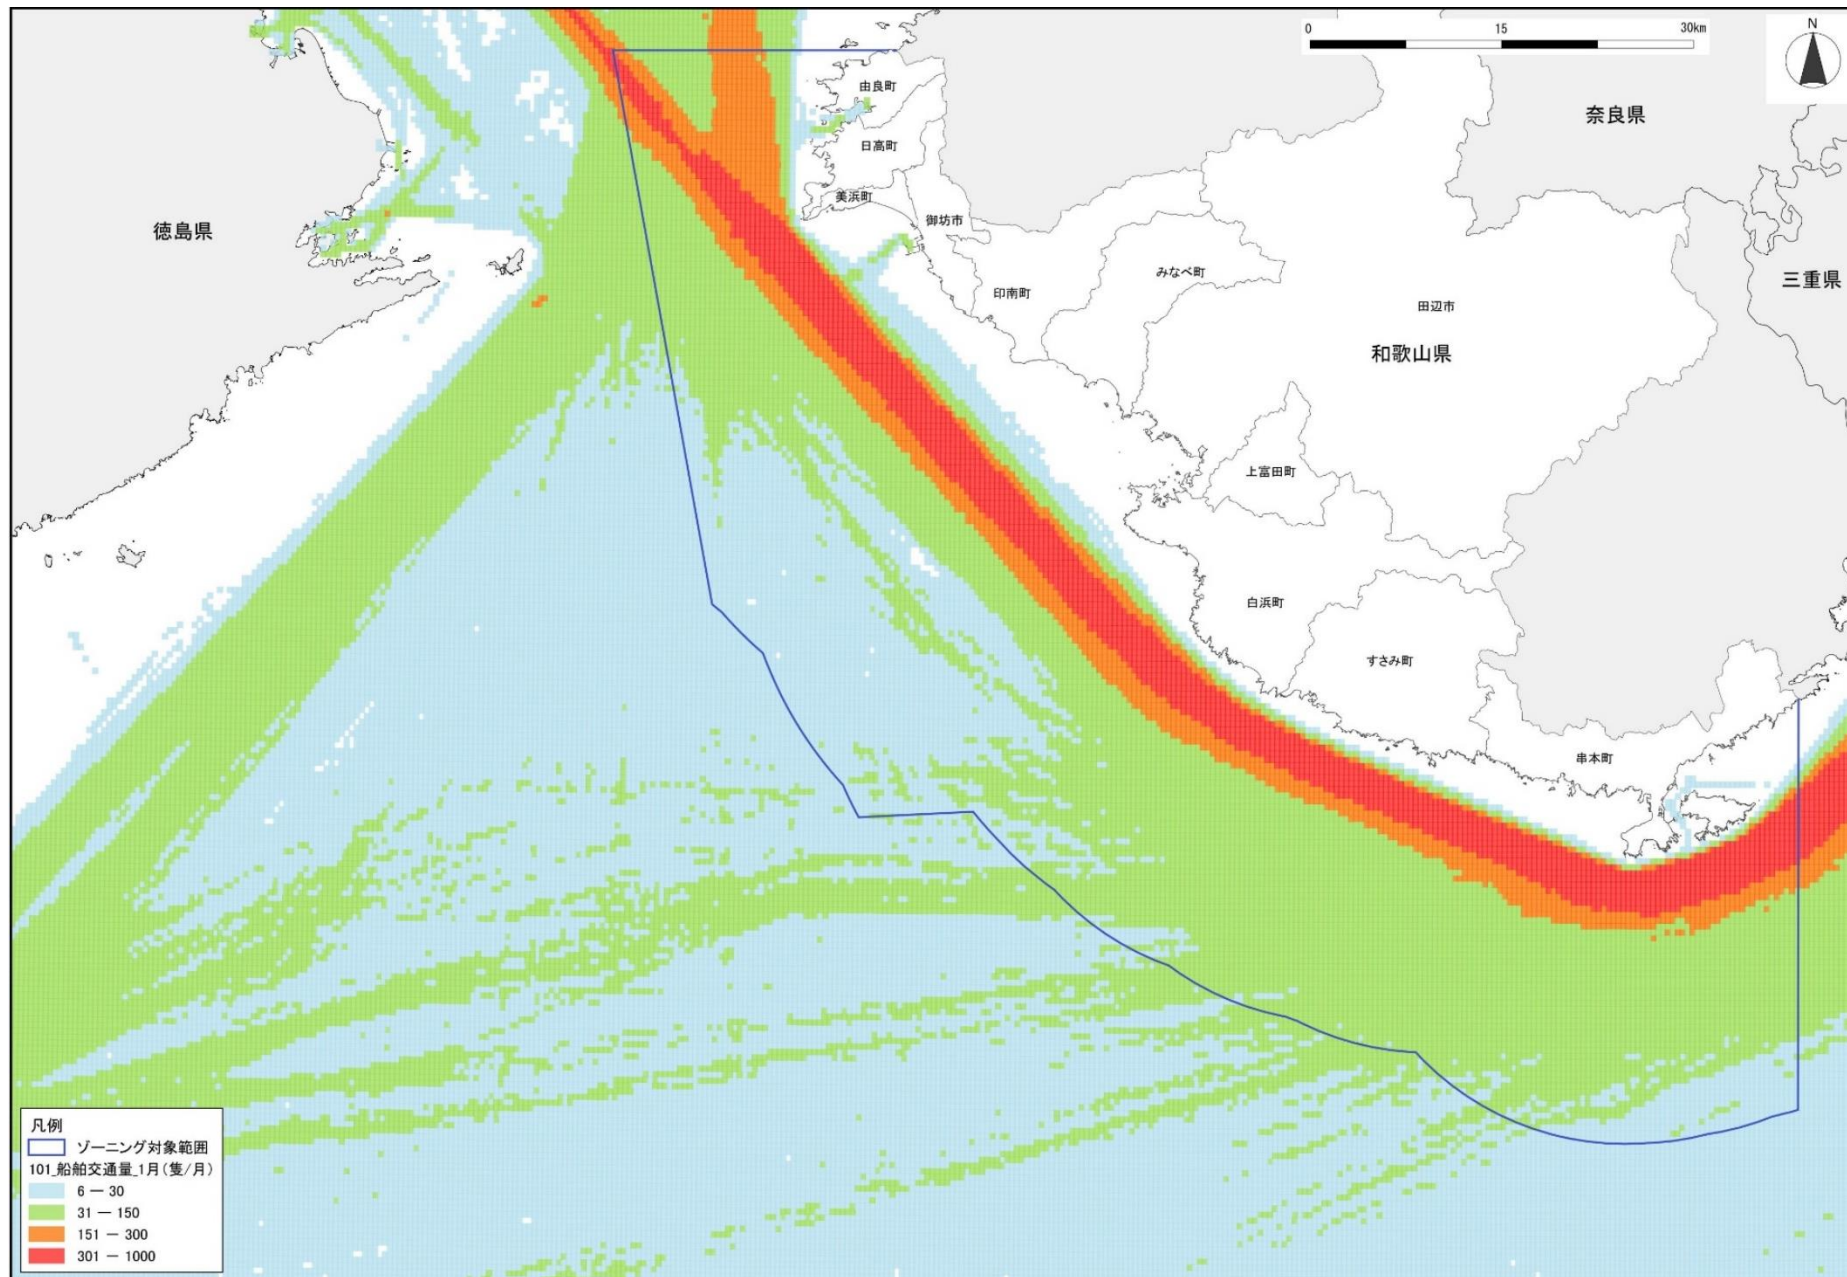 0 15 30km
N
由良町
奈良県
日高町
美浜町
御坊市
徳島県
みなべ町
三重県
印南町
田辺市
和歌山県
上富田町
白浜町
すさみ町
串本町
凡例
ゾーニング対象範囲
101_船舶交通量_1月(隻/月)
6 ― 30
31 ― 150
151 ― 300
301 ― 1000